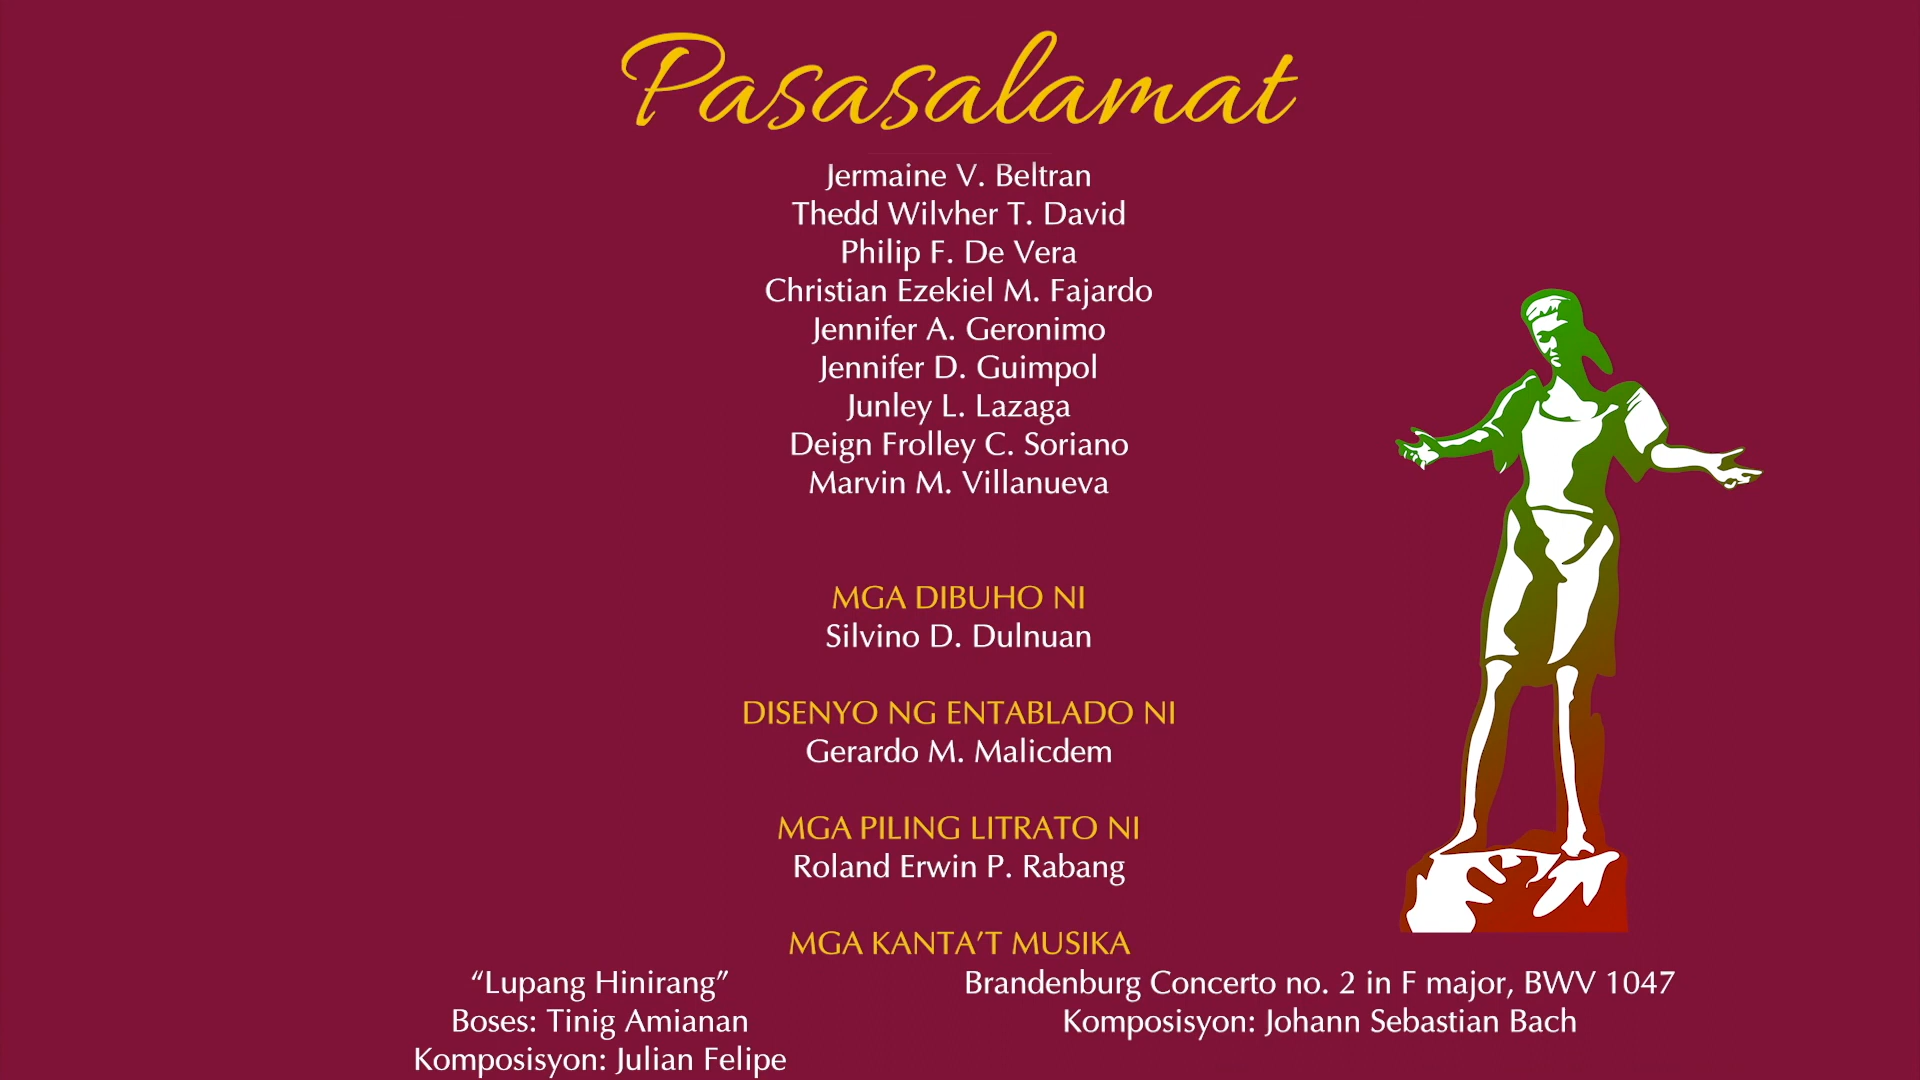 Pasasalamat
Jermaine V. Beltran
Thedd Wilvher T. David
Philip F. De Vera
Christian Ezekiel M. Fajardo
Jennifer A. Geronimo
Jennifer D. Guimpol
Junley L. Lazaga
Deign Frolley C. Soriano
Marvin M. Villanueva
MGA DIBUHO NI
Silvino D. Dulnuan
DISENYO NG ENTABLADO NI
Gerardo M. Malicdem
MGA PILING LITRATO NI
Roland Erwin P. Rabang
MGA KANTA’T MUSIKA
“Lupang Hinirang”
Boses: Tinig Amianan
Komposisyon: Julian Felipe
Brandenburg Concerto no. 2 in F major, BWV 1047
Komposisyon: Johann Sebastian Bach